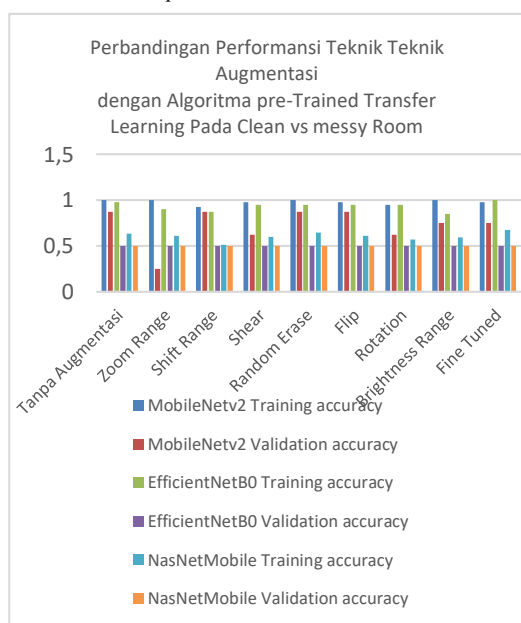 Perbandingan Performansi Teknik Teknik
Augmentasi
dengan Algoritma pre-Trained Transfer
Learning Pada Clean vs messy Room
1,5
1
0,5
0
Tanpa Augmentasi
Zoom Range
Shift Range
Shear
Random Erase
Flip
Rotation
Brightness Range
Fine Tuned
MobileNetv2 Training accuracy
MobileNetv2 Validation accuracy
EfficientNetB0 Training accuracy
EfficientNetB0 Validation accuracy
NasNetMobile Training accuracy
NasNetMobile Validation accuracy